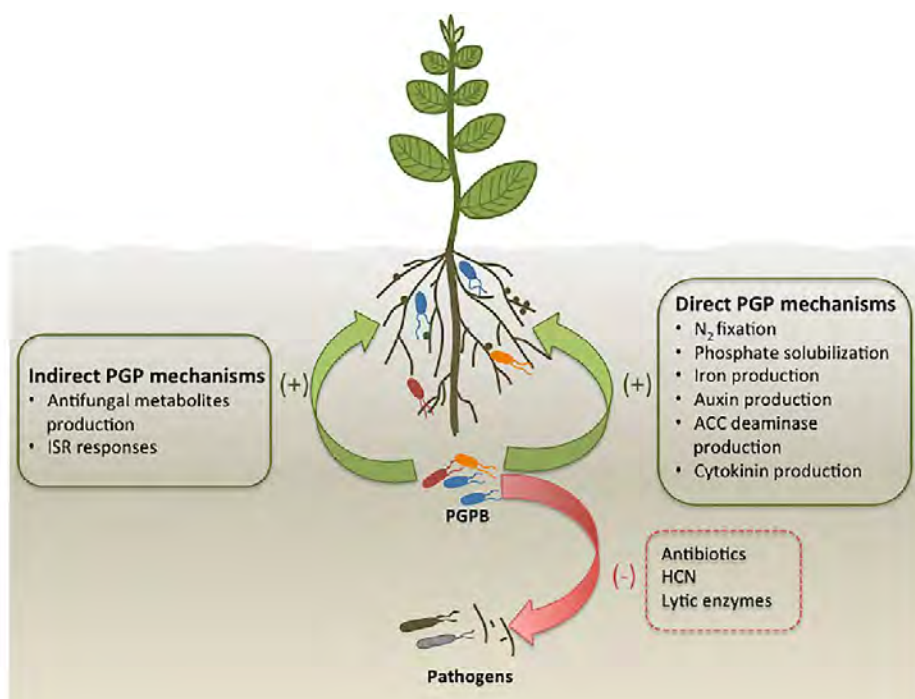 Indirect PGP mechanisms
• Antifungal metabolites
production
• ISR responses
(+)
Direct PGP mechanisms
• N₂ fixation
• Phosphate solubilization
• Iron production
• Auxin production
• ACC deaminase
production
• Cytokinin production
(+)
PGPB
(-)
Antibiotics
HCN
Lytic enzymes
Pathogens